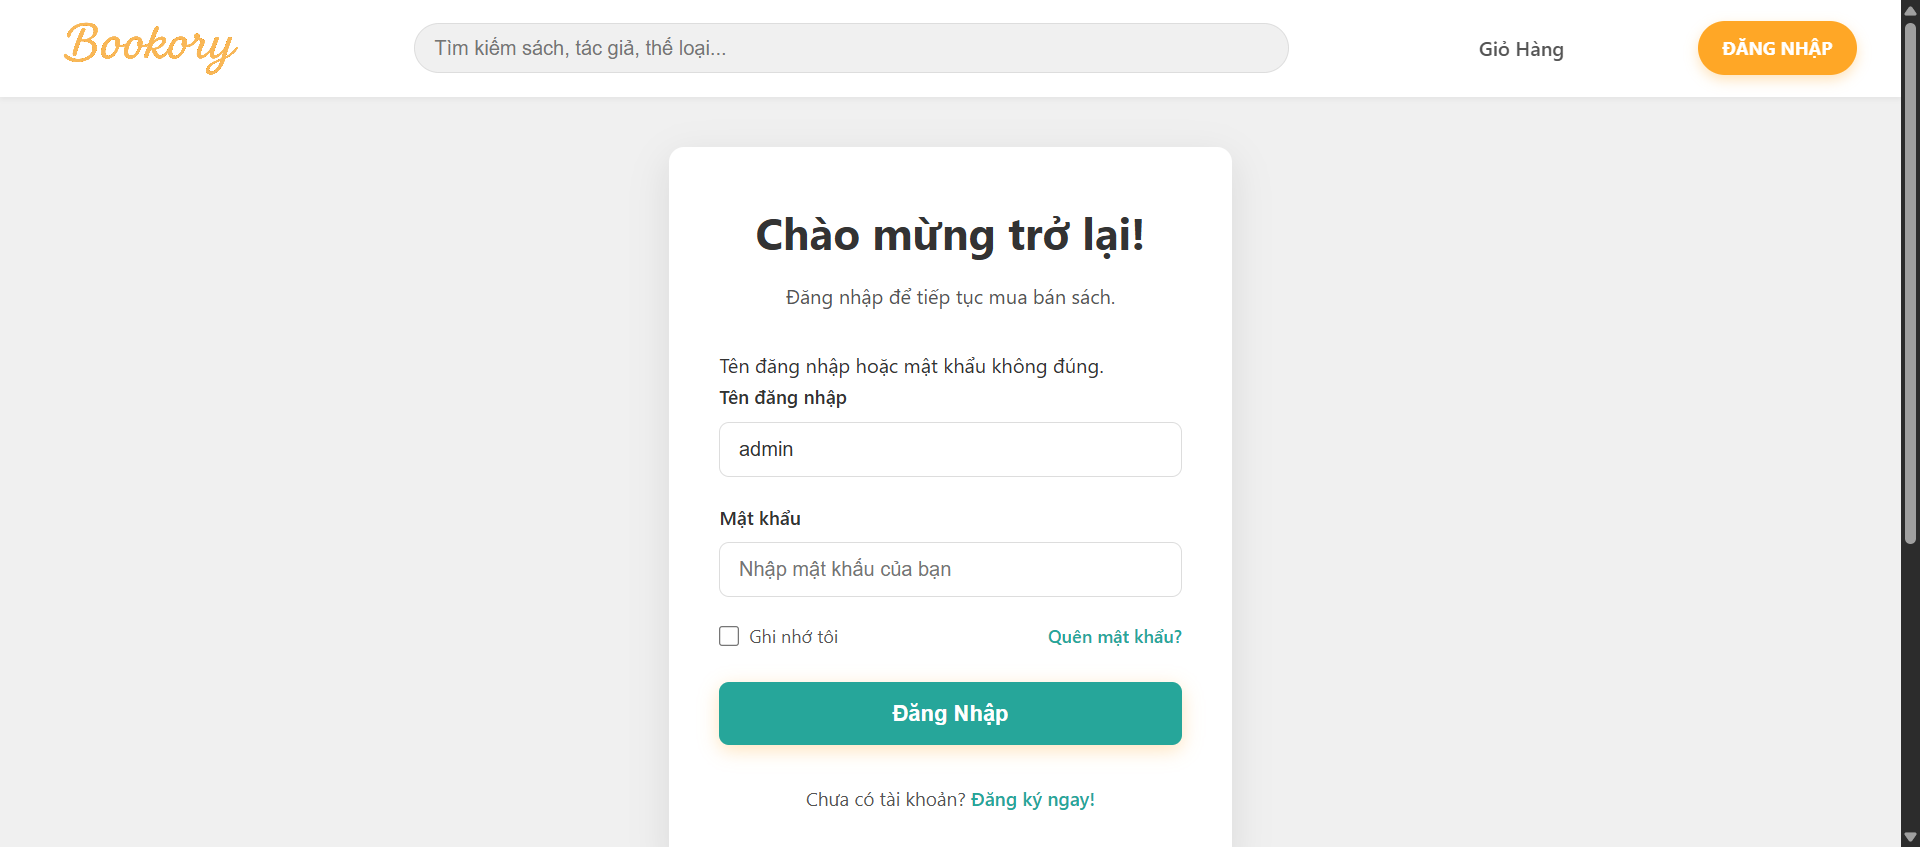 Bookory
Tìm kiếm sách, tác giả, thể loại...
Giỏ Hàng
ĐĂNG NHẬP
Chào mừng trở lại!
Đăng nhập để tiếp tục mua bán sách.
Tên đăng nhập hoặc mật khẩu không đúng.
Tên đăng nhập
admin
Mật khẩu
Nhập mật khẩu của bạn
Ghi nhớ tôi
Quên mật khẩu?
Đăng Nhập
Chưa có tài khoản? Đăng ký ngay!